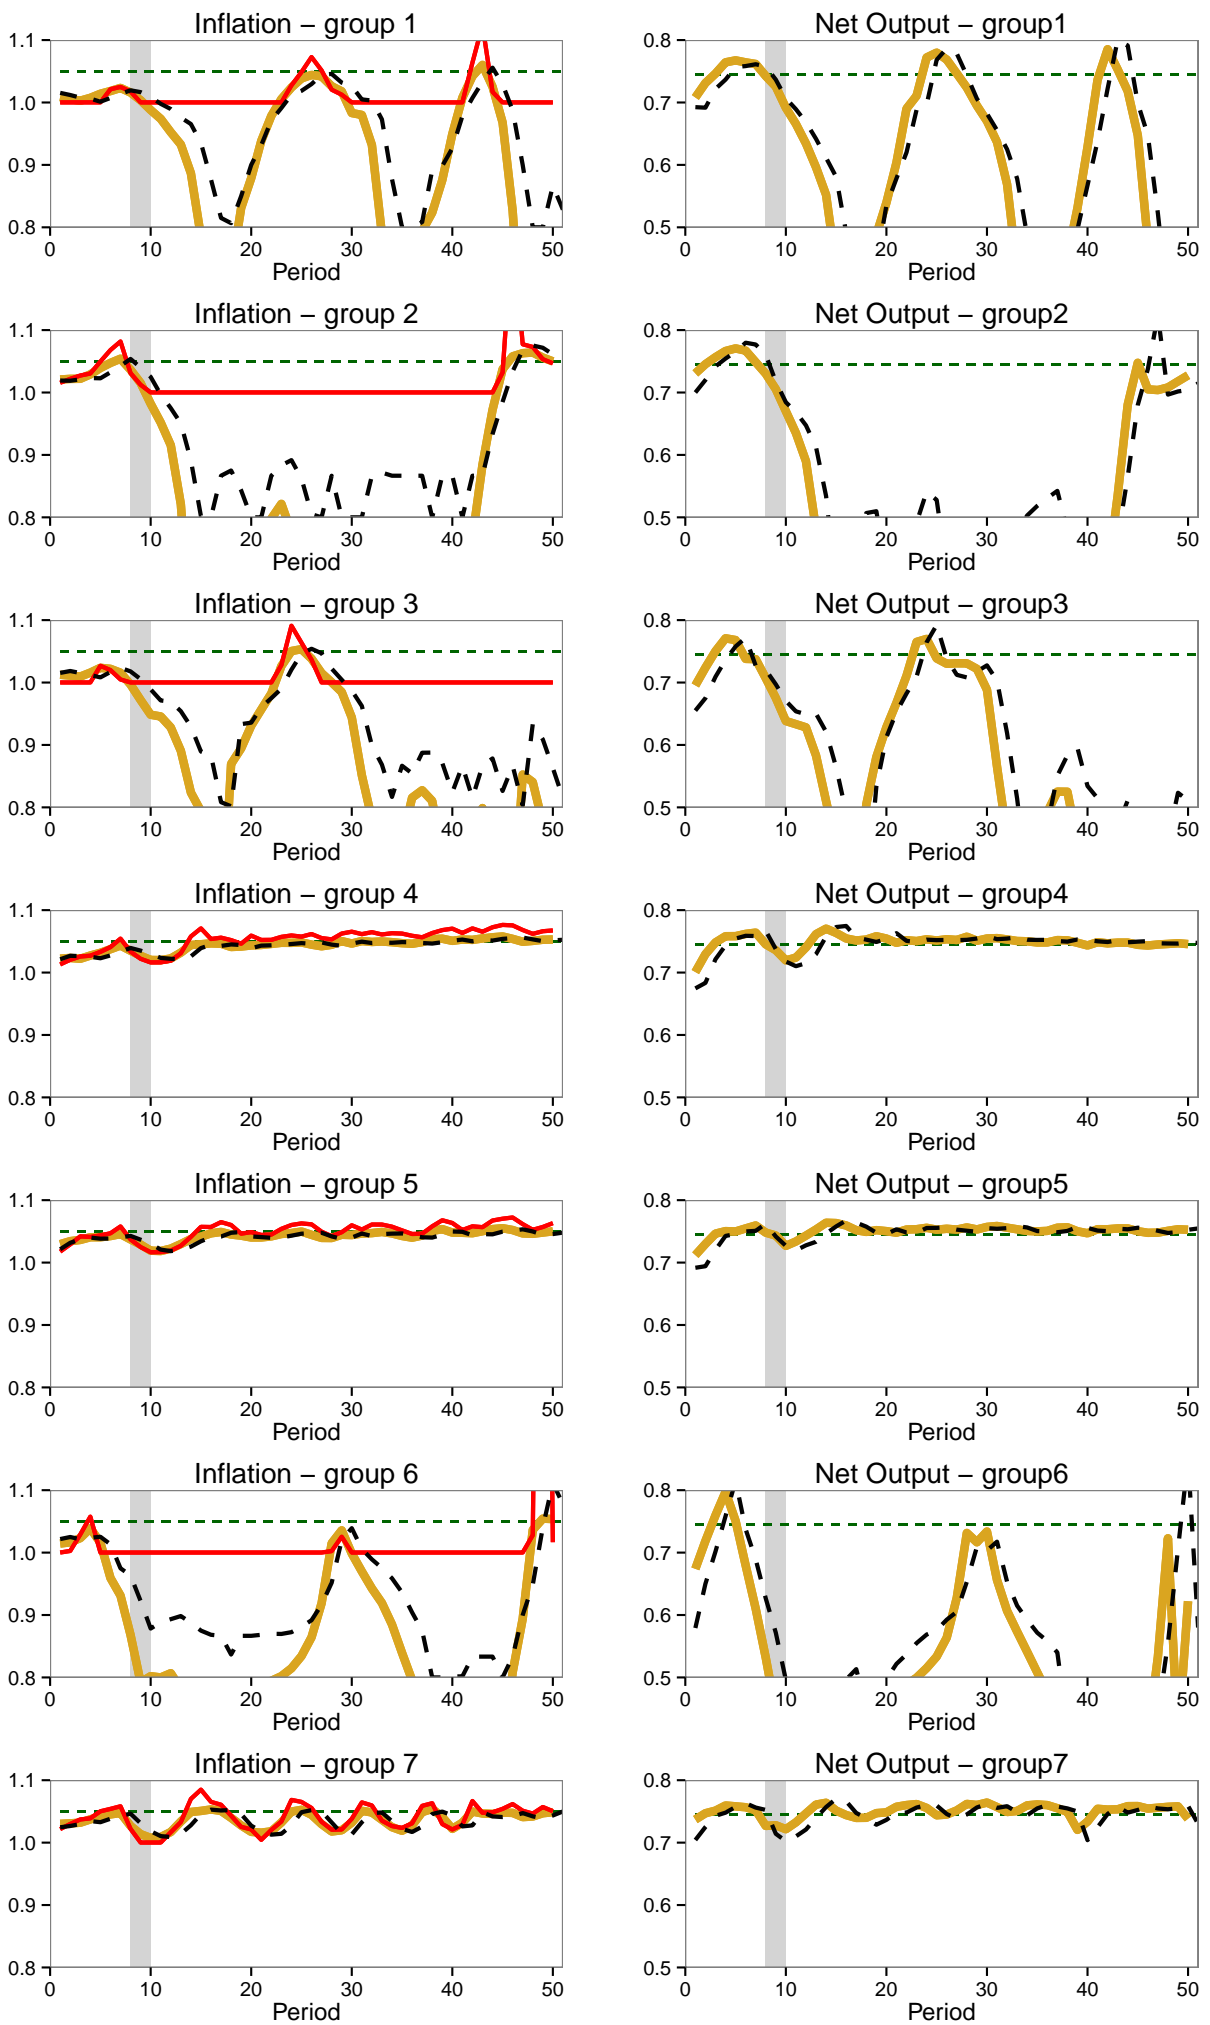 Inflation – group 1 Net Output – group1
1.1 0.8
1.0 0.7
0.9 0.6
0.8 0.5
0 10 20 30 40 50 0 10 20 30 40 50
Period Period
Inflation – group 2 Net Output – group2
1.1 0.8
1.0 0.7
0.9 0.6
0.8 0.5
0 10 20 30 40 50 0 10 20 30 40 50
Period Period
Inflation – group 3 Net Output – group3
1.1 0.8
1.0 0.7
0.9 0.6
0.8 0.5
0 10 20 30 40 50 0 10 20 30 40 50
Period Period
Inflation – group 4 Net Output – group4
1.1 0.8
1.0 0.7
0.9 0.6
0.8 0.5
0 10 20 30 40 50 0 10 20 30 40 50
Period Period
Inflation – group 5 Net Output – group5
1.1 0.8
1.0 0.7
0.9 0.6
0.8 0.5
0 10 20 30 40 50 0 10 20 30 40 50
Period Period
Inflation – group 6 Net Output – group6
1.1 0.8
1.0 0.7
0.9 0.6
0.8 0.5
0 10 20 30 40 50 0 10 20 30 40 50
Period Period
Inflation – group 7 Net Output – group7
1.1 0.8
1.0 0.7
0.9 0.6
0.8 0.5
0 10 20 30 40 50 0 10 20 30 40 50
Period Period